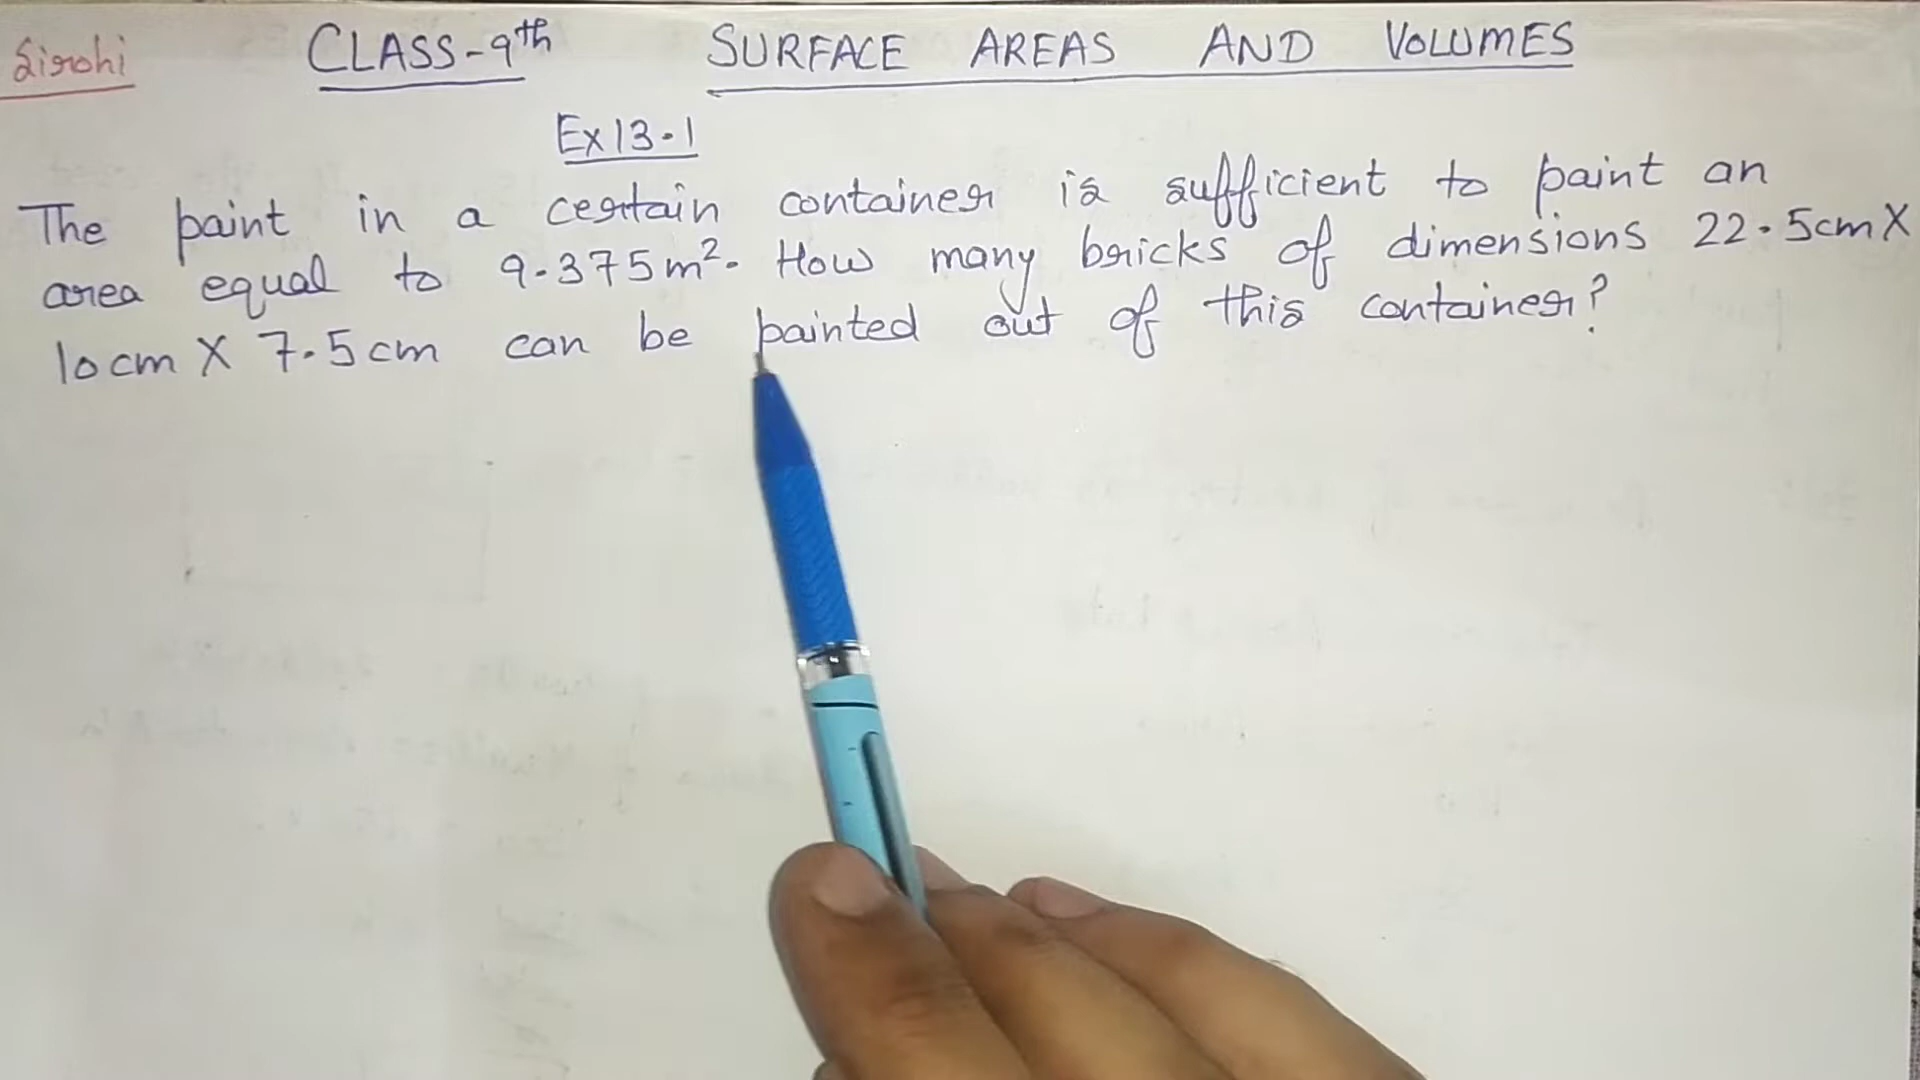 Sirohi CLASS-9th SURFACE AREAS AND VOLUMES
Ex 13.1
The paint in a certain container is sufficient to paint an
area equal to 9.375m². How many bricks of dimensions 22.5cm X
10cm X 7.5cm can be painted out of this container?